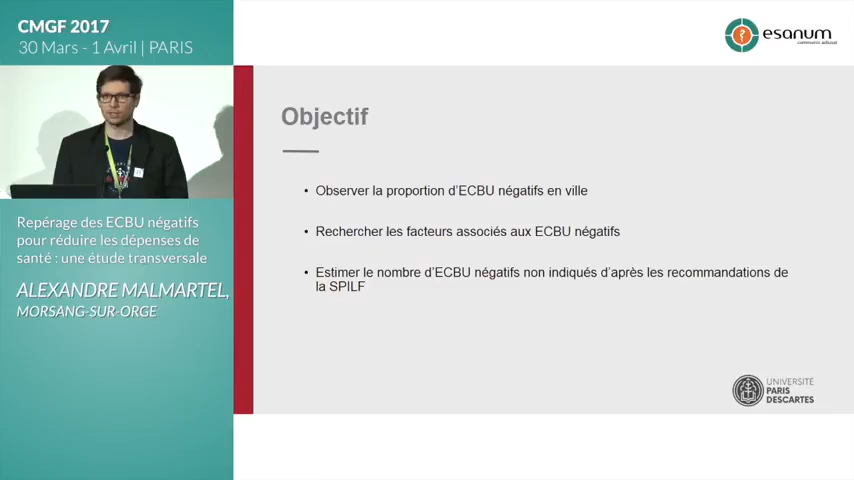 CMGF 2017
30 Mars - 1 Avril | PARIS
esanum
Objectif
• Observer la proportion d'ECBU négatifs en ville
• Rechercher les facteurs associés aux ECBU négatifs
• Estimer le nombre d'ECBU négatifs non indiqués d'après les recommandations de
la SPILF
Repérage des ECBU négatifs
pour réduire les dépenses de
santé : une étude transversale
ALEXANDRE MALMARTEL,
MORSANG-SUR-ORGE
UNIVERSITÉ
PARIS
DESCARTES